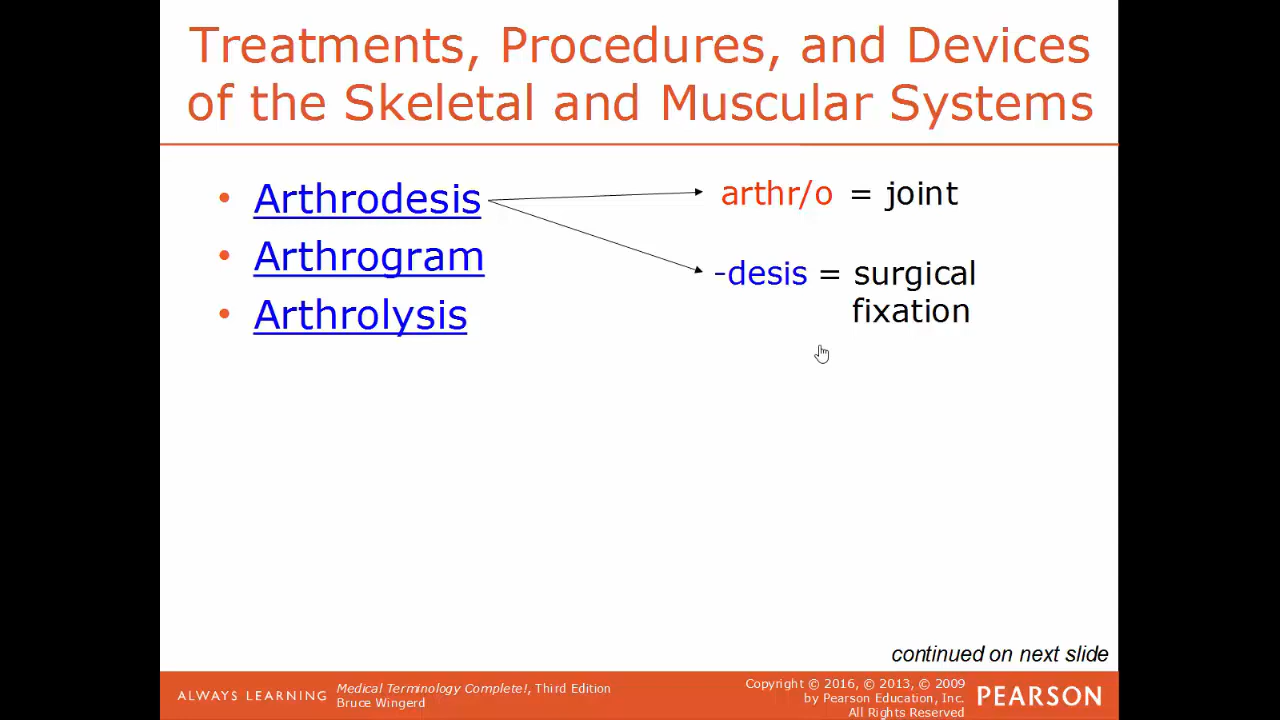 Treatments, Procedures, and Devices
of the Skeletal and Muscular Systems
• Arthrodesis
• Arthrogram
• Arthrolysis
arthr/o = joint
-desis = surgical
fixation
continued on next slide
ALWAYS LEARNING
Medical Terminology Complete!, Third Edition
Bruce Wingerd
Copyright © 2016, © 2013, © 2009
by Pearson Education, Inc.
All Rights Reserved
PEARSON